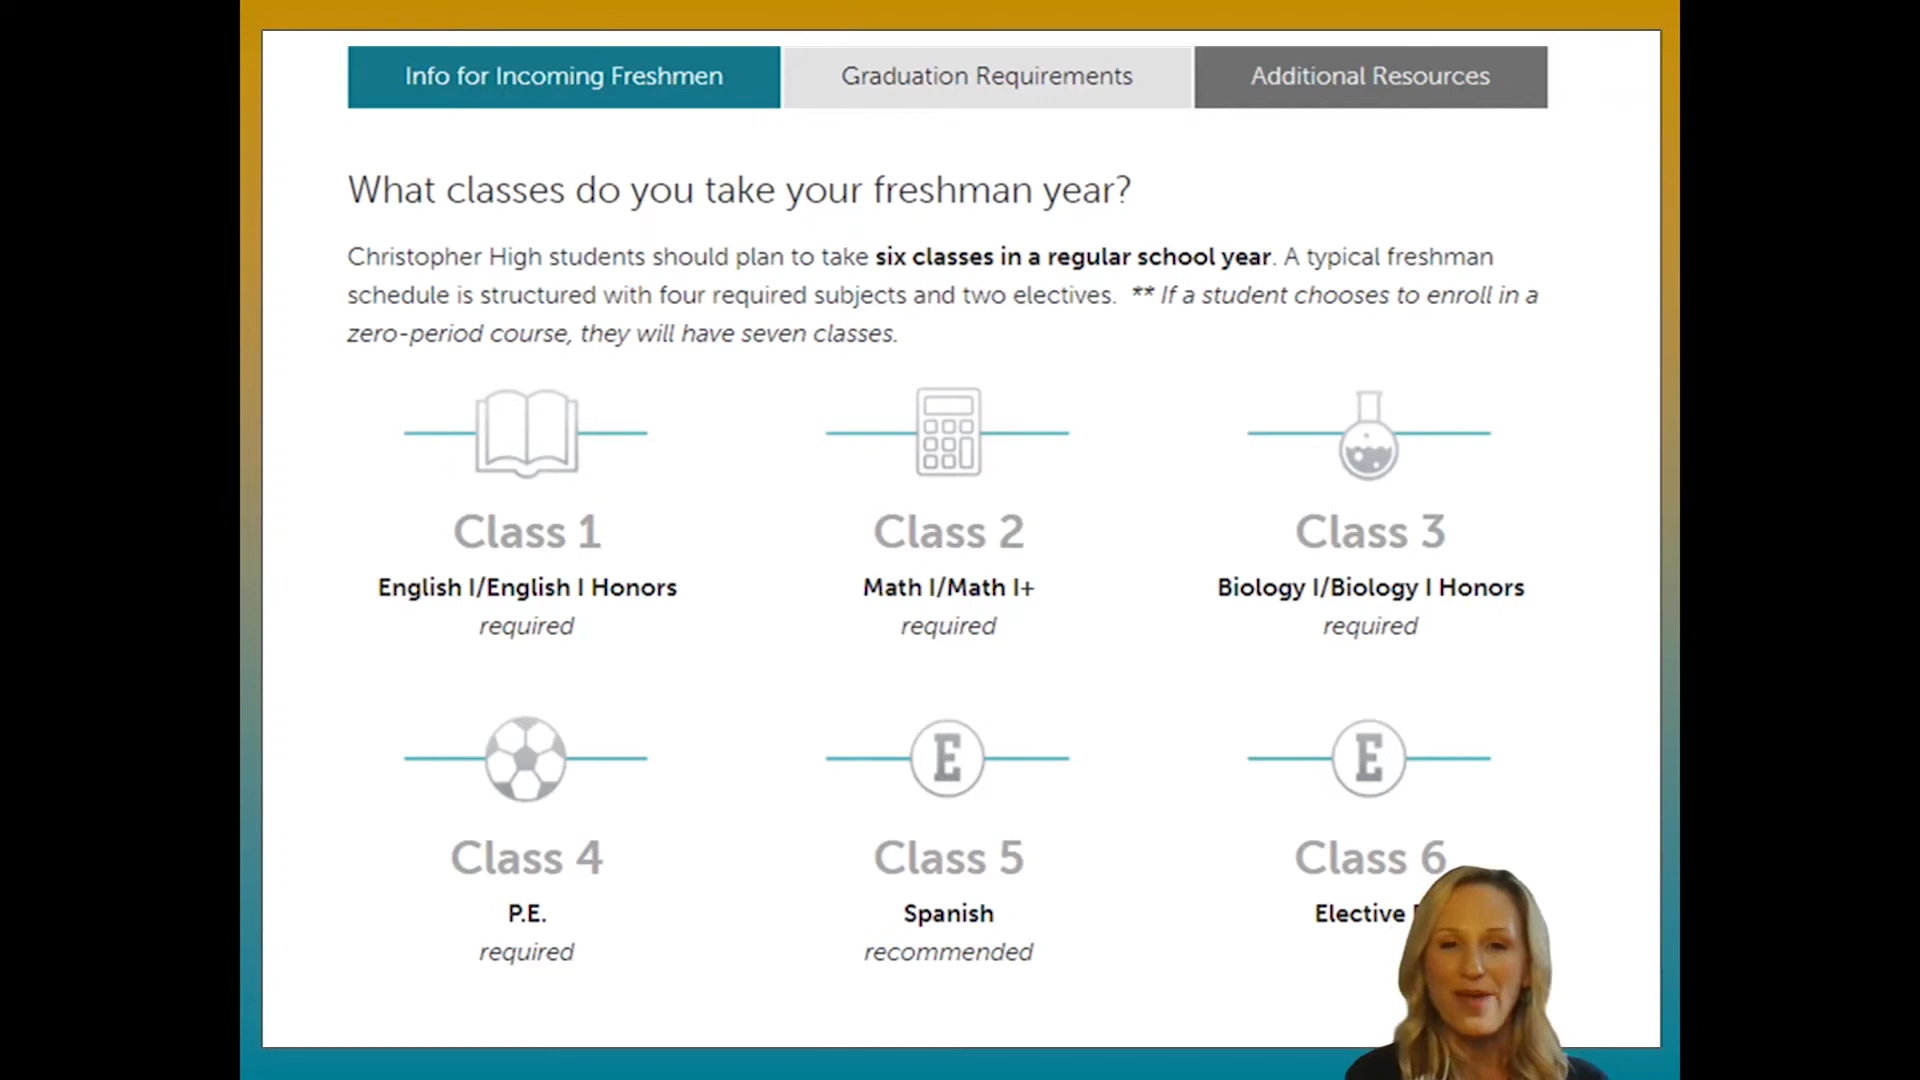 Info for Incoming Freshmen
Graduation Requirements
Additional Resources
What classes do you take your freshman year?
Christopher High students should plan to take six classes in a regular school year. A typical freshman
schedule is structured with four required subjects and two electives. ** If a student chooses to enroll in a
zero-period course, they will have seven classes.
Class 1
English I/English I Honors
required
Class 2
Math I/Math I+
required
Class 3
Biology I/Biology I Honors
required
Class 4
P.E.
required
E
Class 5
Spanish
recommended
E
Class 6
Elective